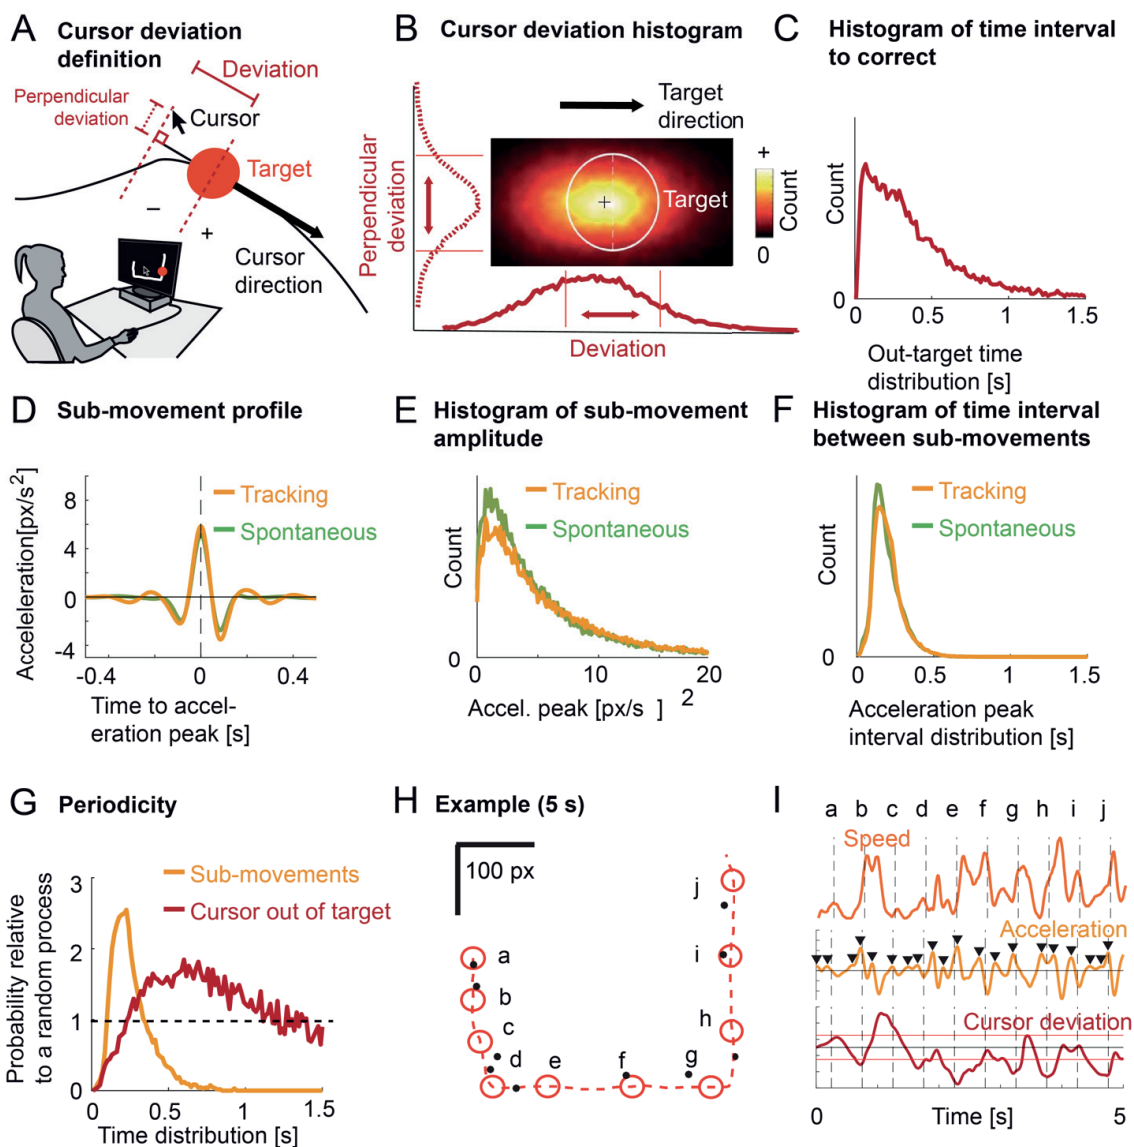 A Cursor deviation
definition
Deviation
Perpendicular
deviation
Cursor
Target
−
+
Cursor
direction
B Cursor deviation histogram
Target
direction
Perpendicular
deviation
+
Target
Count
0
Deviation
C Histogram of time interval
to correct
Count
0 0.5 1 1.5
Out-target time
distribution [s]
D Sub-movement profile
Acceleleration[px/s²]
8
4
0
-4
Tracking
Spontaneous
-0.4 0 0.4
Time to accel-
eration peak [s]
E Histogram of sub-movement
amplitude
Count
Tracking
Spontaneous
0
0 10 20
Accel. peak [px/s ] 2
F Histogram of time interval
between sub-movements
Count
Tracking
Spontaneous
0
0 0.5 1 1.5
Acceleration peak
interval distribution [s]
G Periodicity
Probability relative
to a random process
3
2
1
0
Sub-movements
Cursor out of target
0 0.5 1 1.5
Time distribution [s]
H Example (5 s)
100 px
a
b
c
d
e
f
g
h
i
j
I
a b c d e f g h i j
Speed
Acceleration
Cursor deviation
0 5
Time [s]